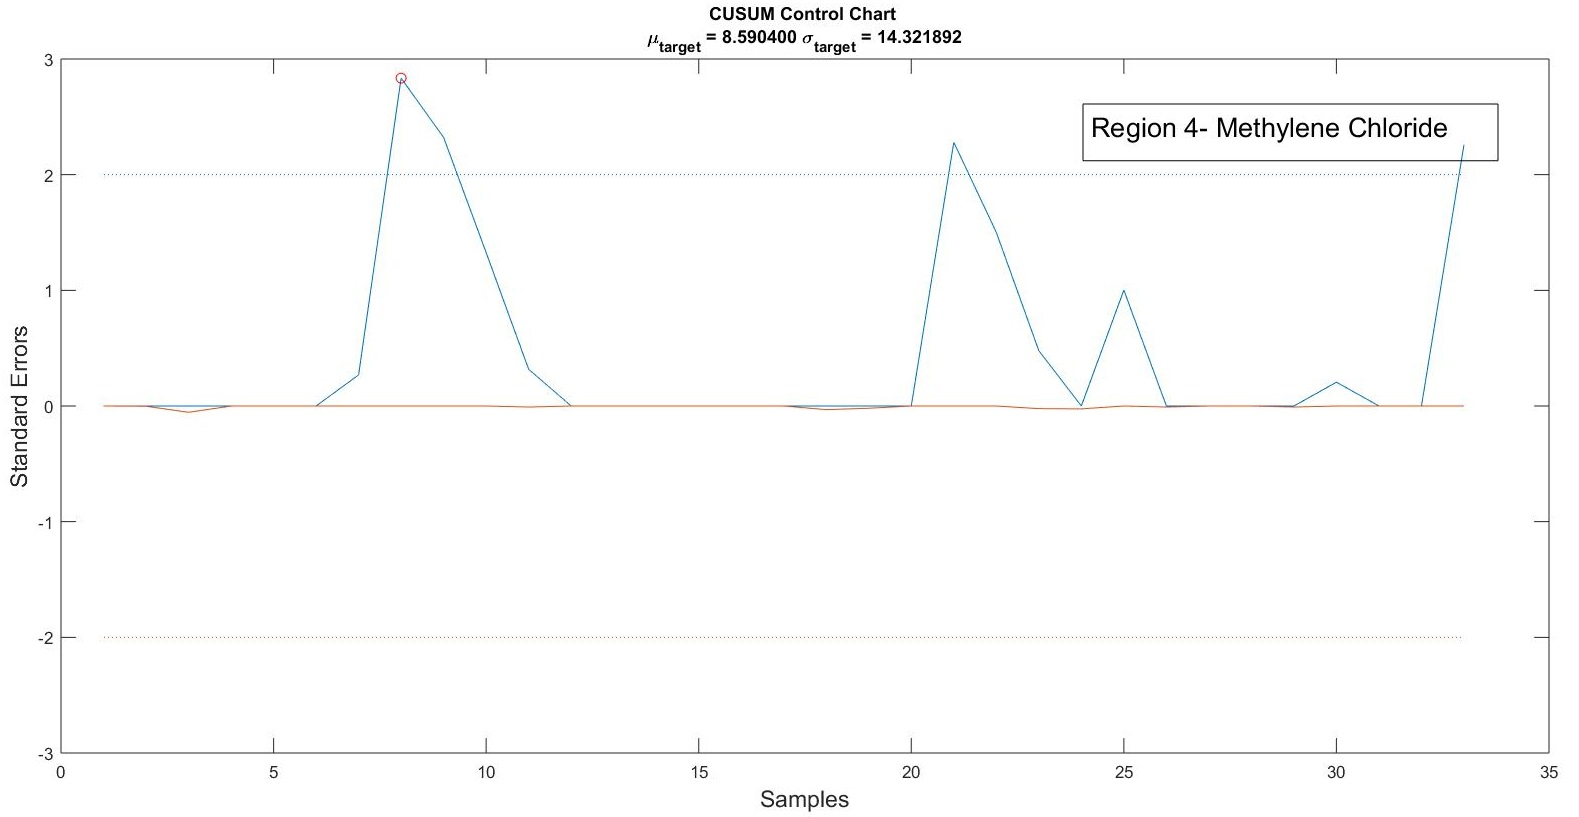 CUSUM Control Chart
μtarget = 8.590400 σtarget = 14.321892
3
Region 4- Methylene Chloride
2
1
Standard Errors
0
-1
-2
-3
0 5 10 15 20 25 30 35
Samples